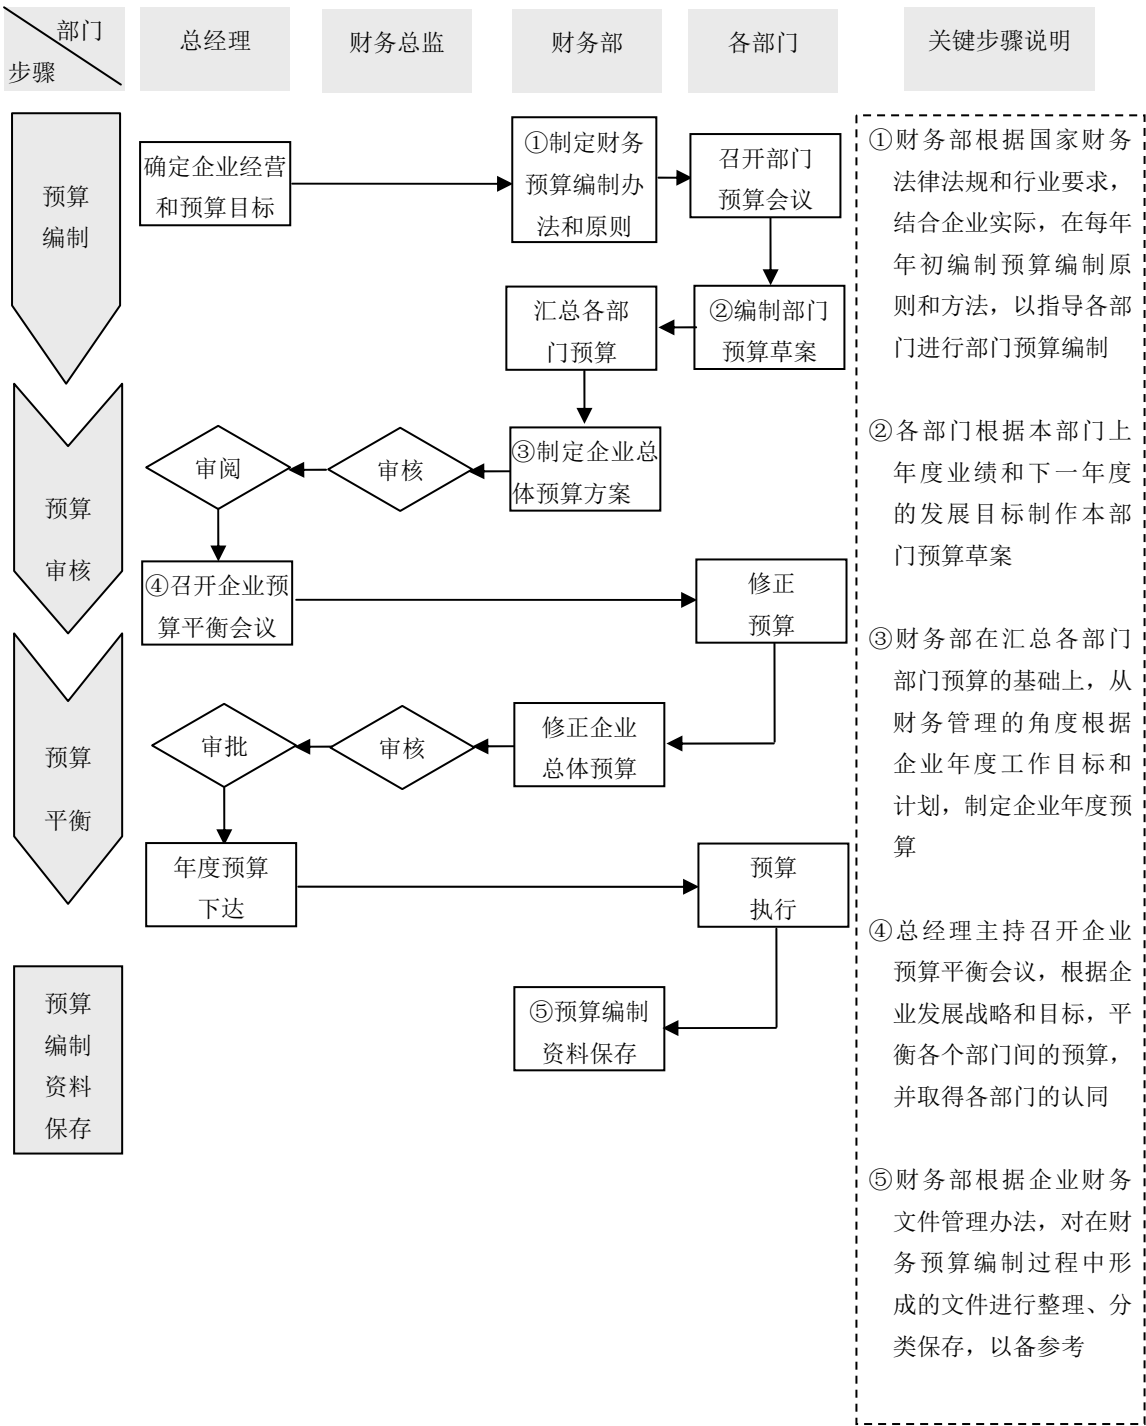 部门
步骤
总经理
财务总监
财务部
各部门
关键步骤说明
预算
编制
确定企业经营
和预算目标
①制定财务
预算编制办
法和原则
召开部门
预算会议
汇总各部
门预算
②编制部门
预算草案
预算
审核
审阅
审核
③制定企业总
体预算方案
④召开企业预
算平衡会议
修正
预算
预算
平衡
审批
审核
修正企业
总体预算
年度预算
下达
预算
执行
预算
编制
资料
保存
⑤预算编制
资料保存
①财务部根据国家财务
法律法规和行业要求,
结合企业实际，在每年
年初编制预算编制原
则和方法，以指导各部
门进行部门预算编制
②各部门根据本部门上
年度业绩和下一年度
的发展目标制作本部
门预算草案
③财务部在汇总各部门
部门预算的基础上，从
财务管理的角度根据
企业年度工作目标和
计划，制定企业年度预
算
④总经理主持召开企业
预算平衡会议，根据企
业发展战略和目标，平
衡各个部门间的预算，
并取得各部门的认同
⑤财务部根据企业财务
文件管理办法，对在财
务预算编制过程中形
成的文件进行整理、分
类保存，以备参考